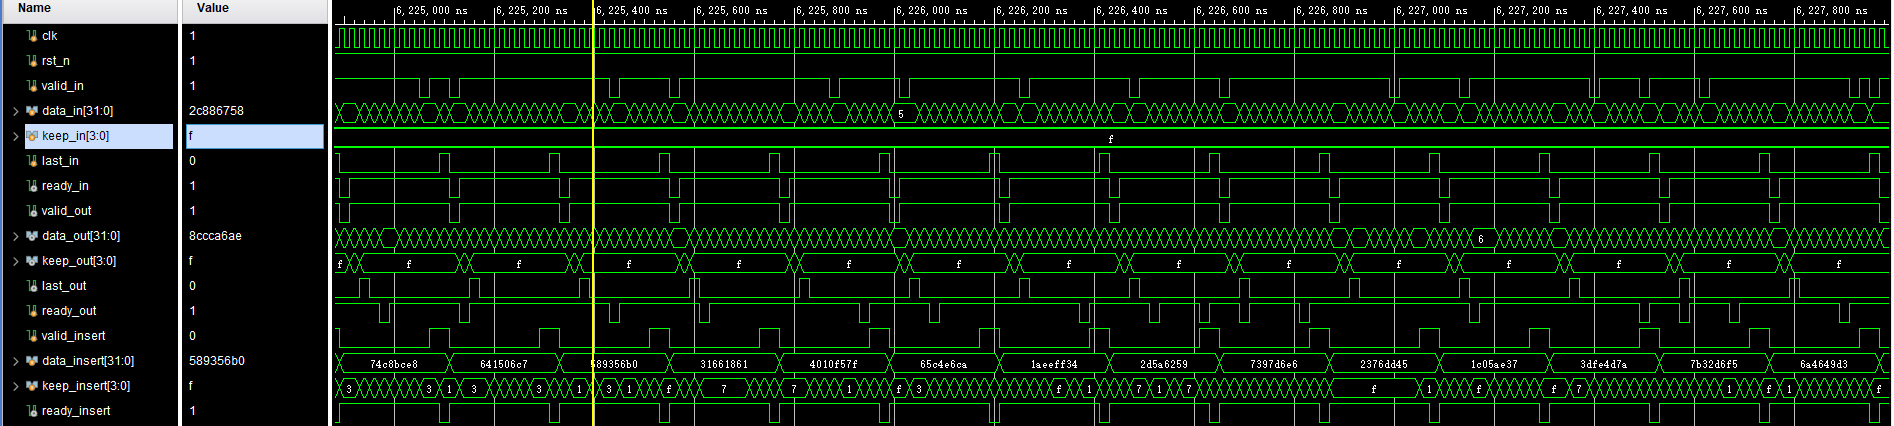 Name Value 6,225,000 ns 6,225,200 ns 6,225,400 ns 6,225,600 ns 6,225,800 ns 6,226,000 ns 6,226,200 ns 6,226,400 ns 6,226,600 ns 6,226,800 ns 6,227,000 ns 6,227,200 ns 6,227,400 ns 6,227,600 ns 6,227,800 ns
clk 1
rst_n 1
valid_in 1
data_in[31:0] 2c886758 5
keep_in[3:0] f f
last_in 0
ready_in 1
valid_out 1
data_out[31:0] 8ccca6ae 6
keep_out[3:0] f f f f f f f f f f f f f f f
last_out 0
ready_out 1
valid_insert 0
data_insert[31:0] 589356b0 74c8bce8 641506c7 589356b0 31661861 4010f57f 65c4e6ca 1aeeff34 2d5a6259 7397d6e6 2376dd45 1c05ae37 3dfe4d7a 7b32d6f5 6a4649d3
keep_insert[3:0] f 3 3 1 3 3 1 3 1 f 7 7 1 f 3 f 1 7 1 7 f 1 f f 7 1 f 1 f
ready_insert 1